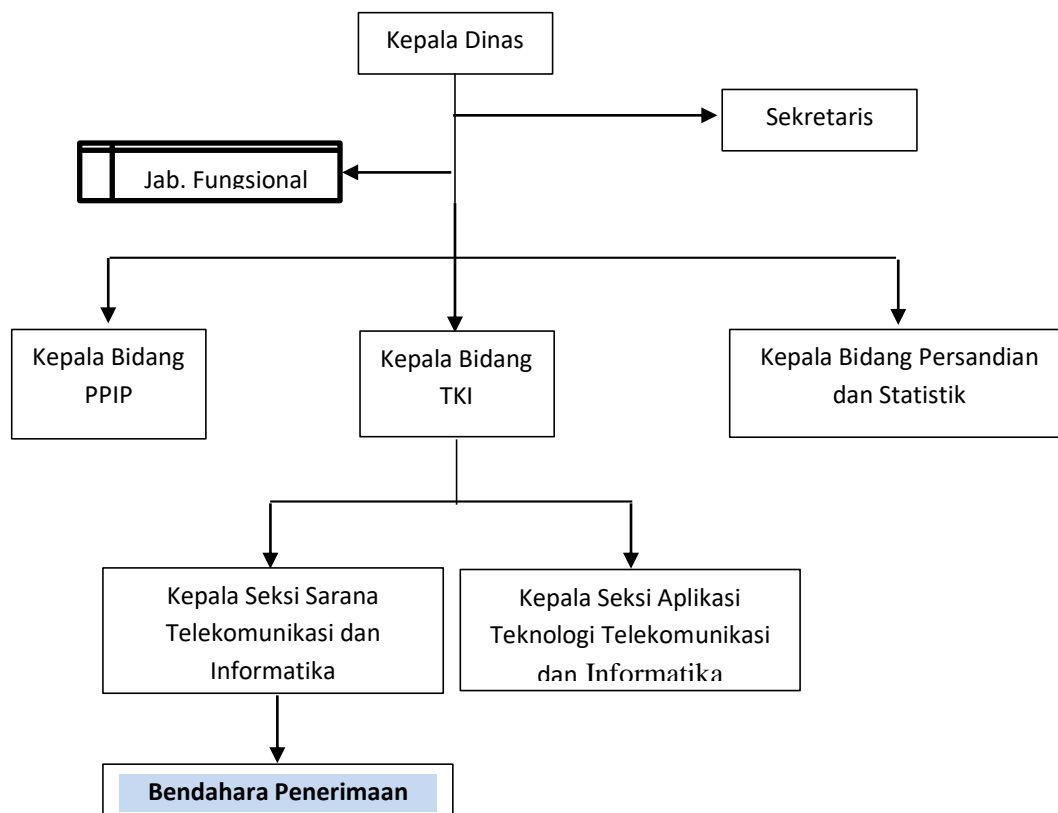 Kepala Dinas
Sekretaris
Jab. Fungsional
Kepala Bidang
PPIP
Kepala Bidang
TKI
Kepala Bidang Persandian
dan Statistik
Kepala Seksi Sarana
Telekomunikasi dan
Informatika
Kepala Seksi Aplikasi
Teknologi Telekomunikasi
dan Informatika
Bendahara Penerimaan